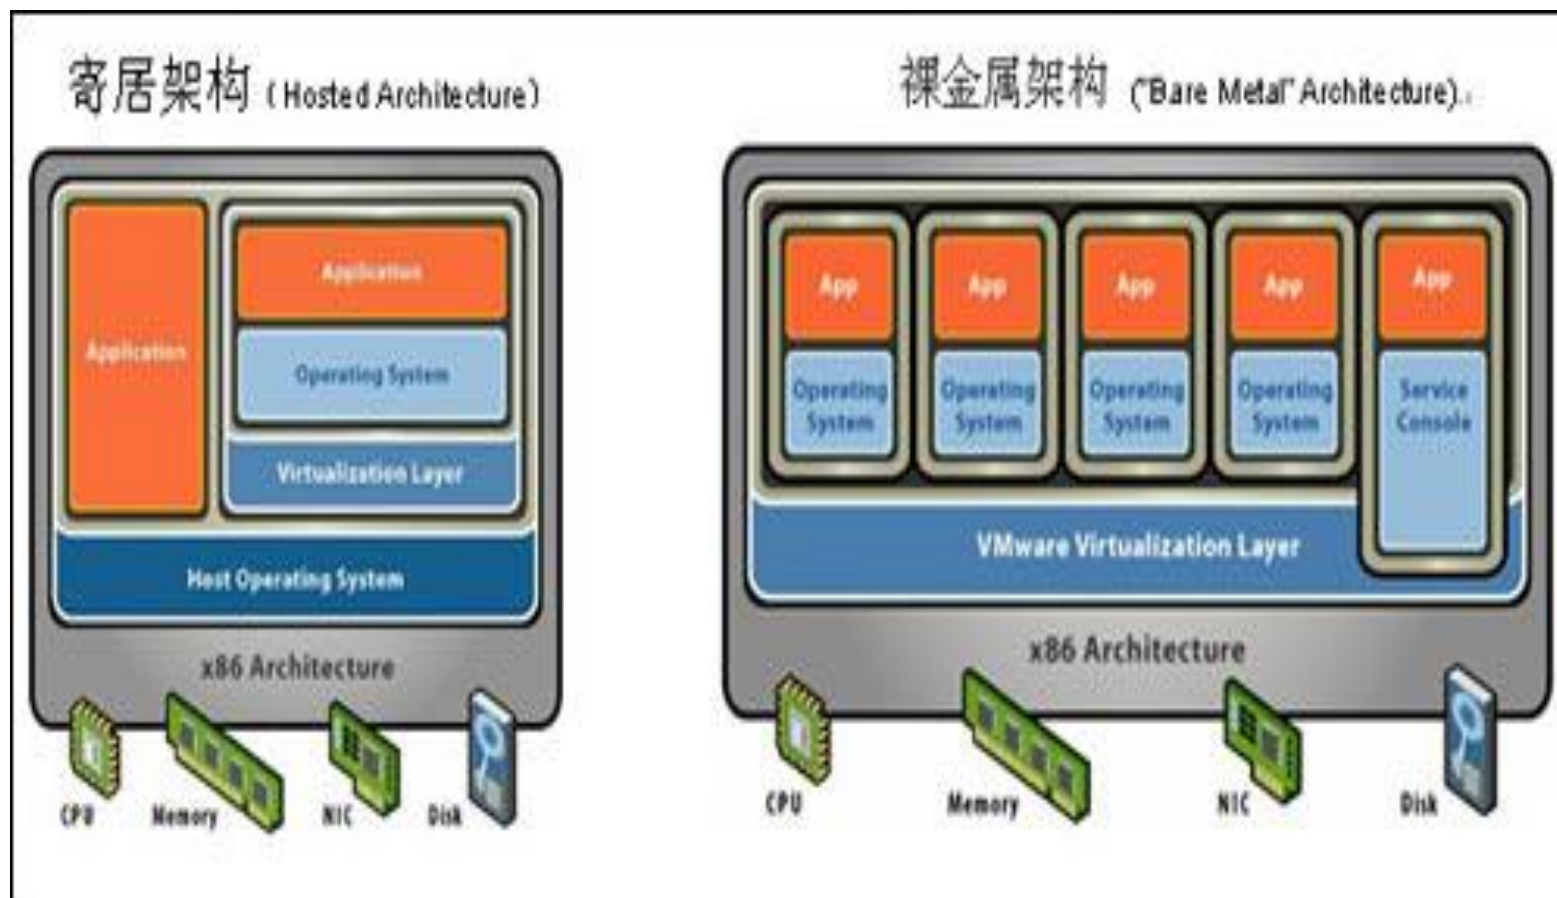 寄居架构 (Hosted Architecture)
Application
Application
Operating System
Virtualization Layer
Host Operating System
x86 Architecture
CPU
Memory
NIC
Disk
裸金属架构 ("Bare Metal" Architecture).
App
Operating
System
App
Operating
System
App
Operating
System
App
Operating
System
App
Service
Console
VMware Virtualization Layer
x86 Architecture
CPU
Memory
NIC
Disk